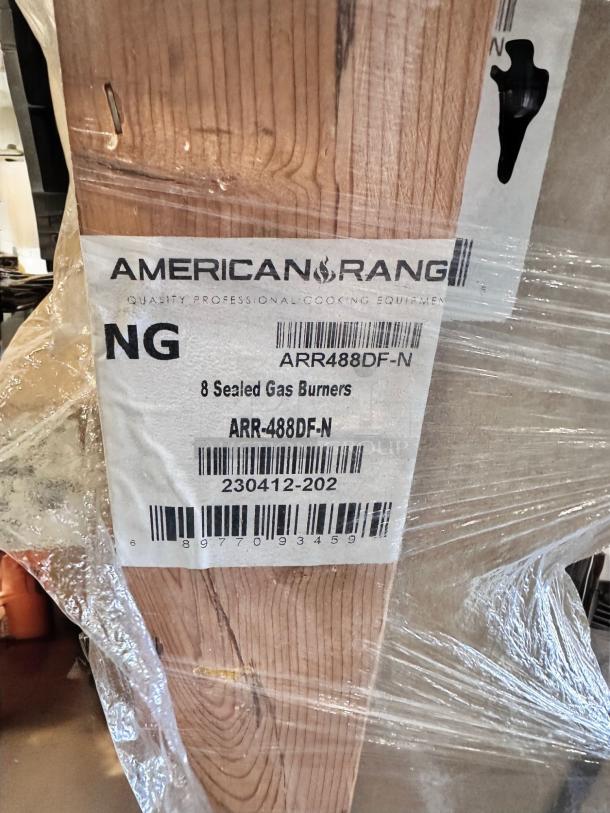 N
AMERICAN RANG
QUALITY PROFESSIONAL COOKING EQUIPMEN
NG
ARR488DF-N
8 Sealed Gas Burners
ARR-488DF-N
GROUP
230412-202
6 89770 93459